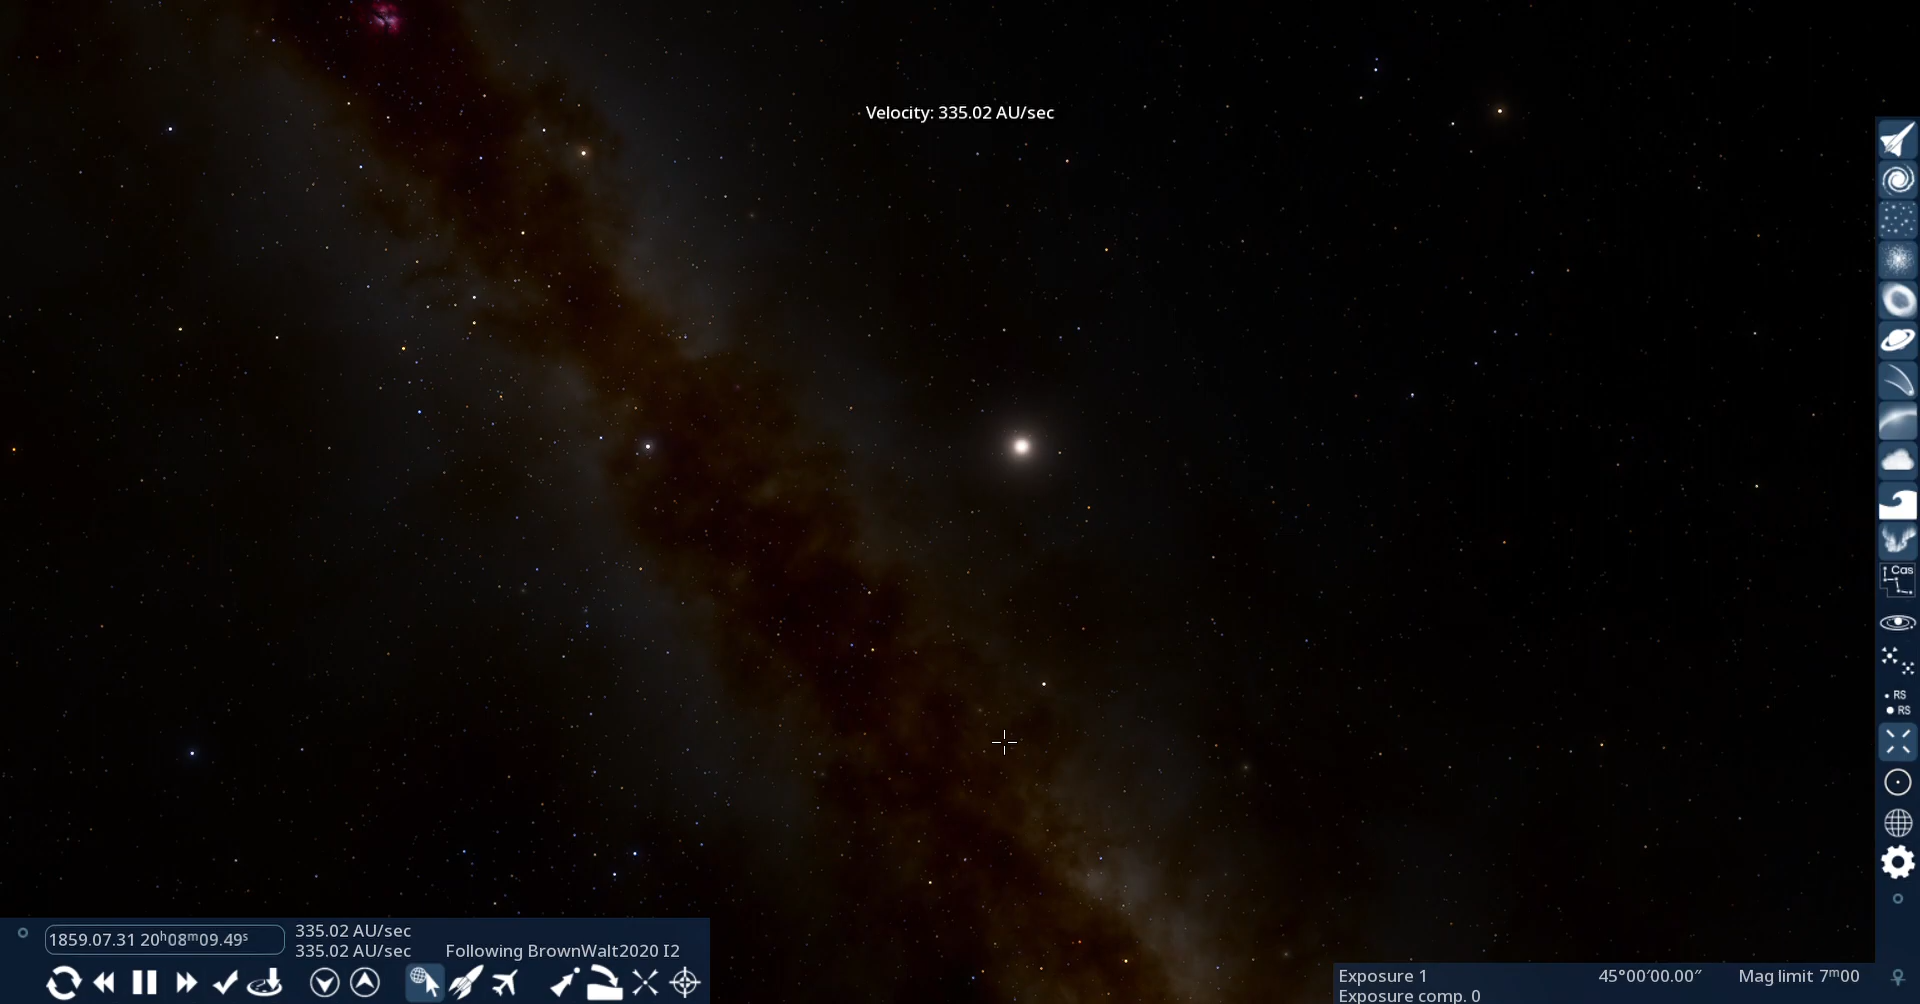 Velocity: 335.02 AU/sec
Cas
RS
RS
1859.07.31 20ʰ08ᵐ09.49ˢ
335.02 AU/sec
335.02 AU/sec
Following BrownWalt2020 I2
Exposure 1
45°00′00.00″
Mag limit 7ᵐ00
Exposure comp. 0